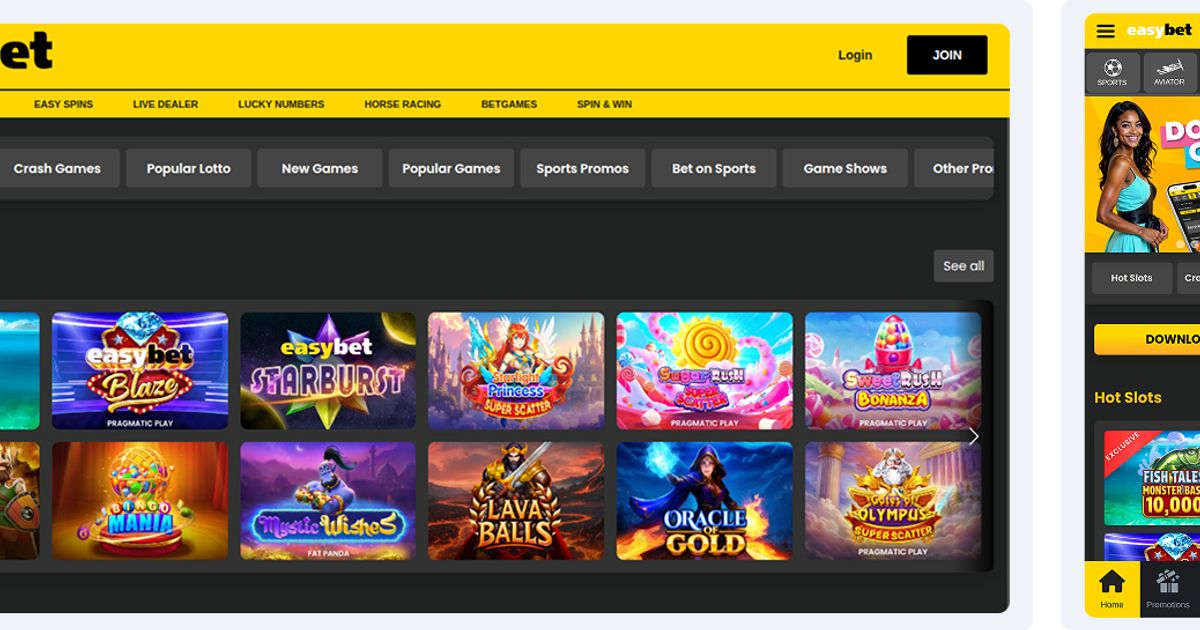 et
Login
JOIN
EASY SPINS
LIVE DEALER
LUCKY NUMBERS
HORSE RACING
BETGAMES
SPIN & WIN
Crash Games
Popular Lotto
New Games
Popular Games
Sports Promos
Bet on Sports
Game Shows
Other Pro
See all
easybet
Blaze
PRAGMATIC PLAY
easybet
STARBURST
Starlight
Princess
SUPER SCATTER
Sugar RUSH
SUPER
SCATTER
PRAGMATIC PLAY
Sweet RUSH
BONANZA
PRAGMATIC PLAY
BINGO
MANIA
Mystic Wishes
FAT PANDA
LAVA
BALLS
ORACLE
OF
GOLD
Gates of
OLYMPUS
SUPER SCATTER
PRAGMATIC PLAY
easybet
SPORTS
AVIATOR
DO
Hot Slots
Cra
DOWNLO
Hot Slots
EXCLUSIVE
FISH TALES
MONSTER BAS
10,000
Home
Promotions